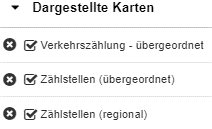 Dargestellte Karten
Verkehrszählung - übergeordnet
Zählstellen (übergeordnet)
Zählstellen (regional)